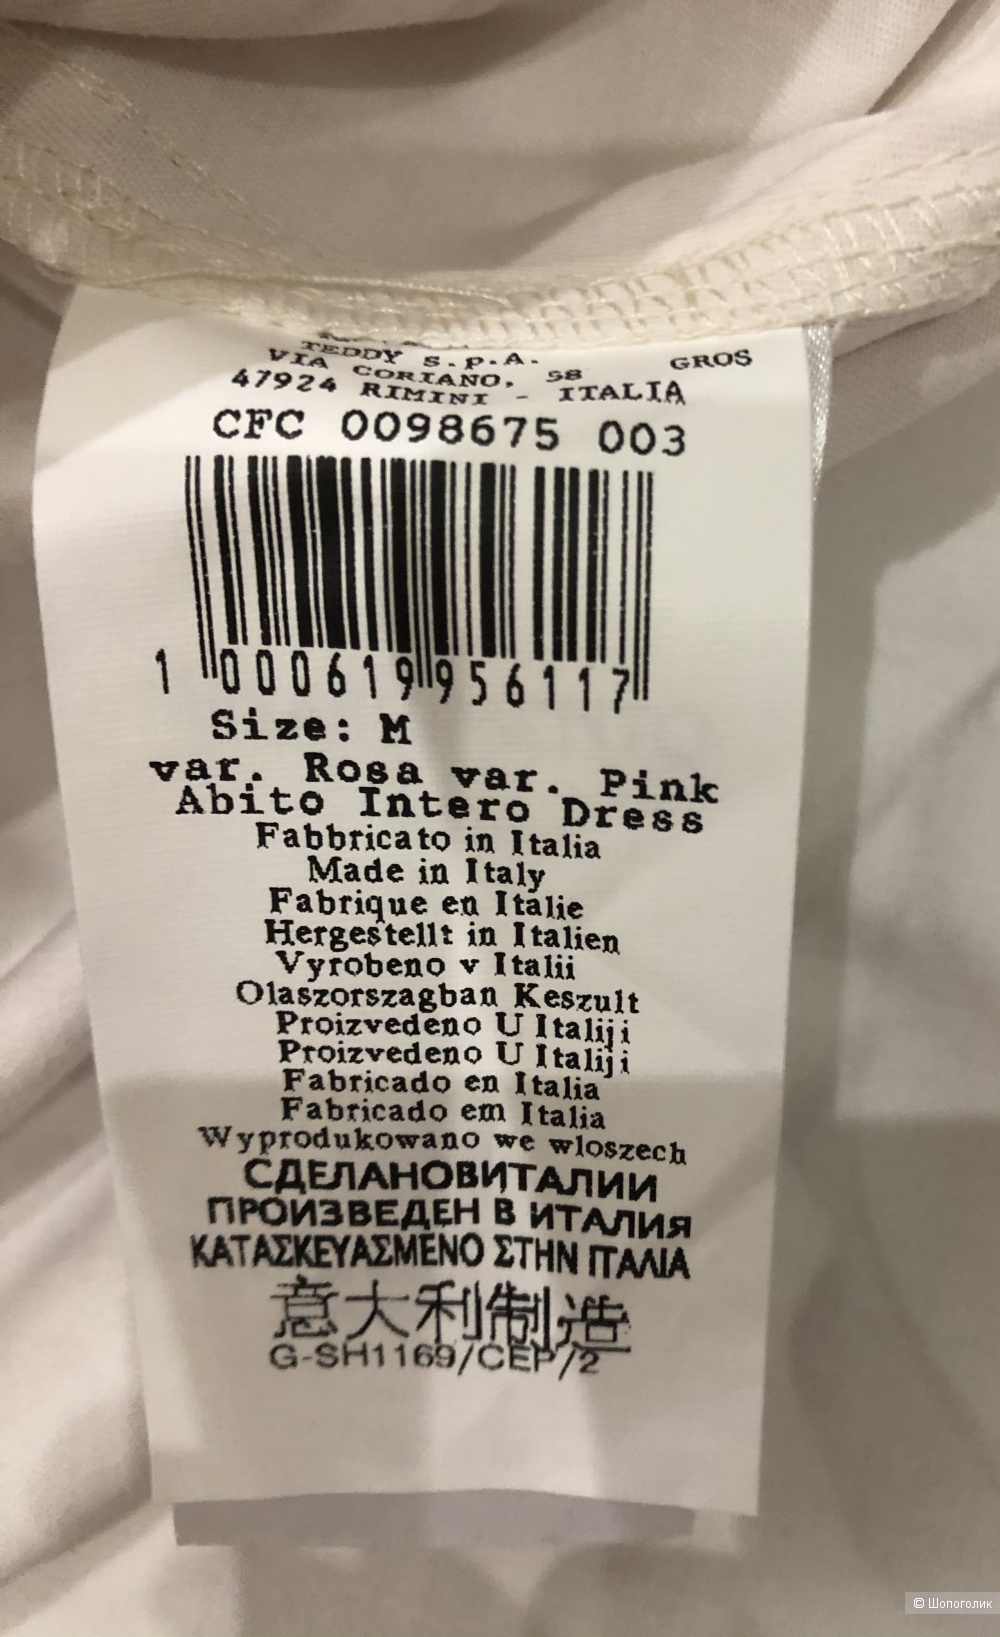 TEDDY S.P.A. GROS
VIA CORIANO, 58
47924 RIMINI - ITALIA
CFC 0098675 003
1 000619 956117
Size: M
var. Rosa var. Pink
Abito Intero Dress
Fabbricato in Italia
Made in Italy
Fabrique en Italie
Hergestellt in Italien
Vyrobeno v Italii
Olaszorszagban Keszult
Proizvedeno U Italiji
Proizvedeno U Italiji
Fabricado en Italia
Fabricado em Italia
Wyprodukowano we wloszech
СДЕЛАНОВИТАЛИИ
ПРОИЗВЕДЕН В ИТАЛИЯ
ΚΑΤΑΣΚΕΥΑΣΜΕΝΟ ΣΤΗΝ ΙΤΑΛΙΑ
意大利制造
G-SH1169/CEP/2
© Шопоголик